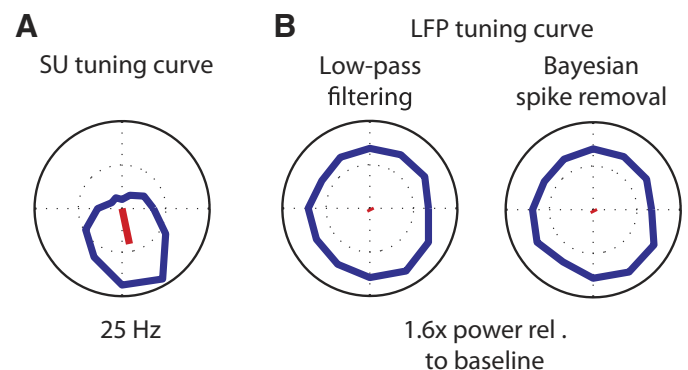 A
SU tuning curve
25 Hz
B
LFP tuning curve
Low-pass
filtering
Bayesian
spike removal
1.6x power rel .
to baseline